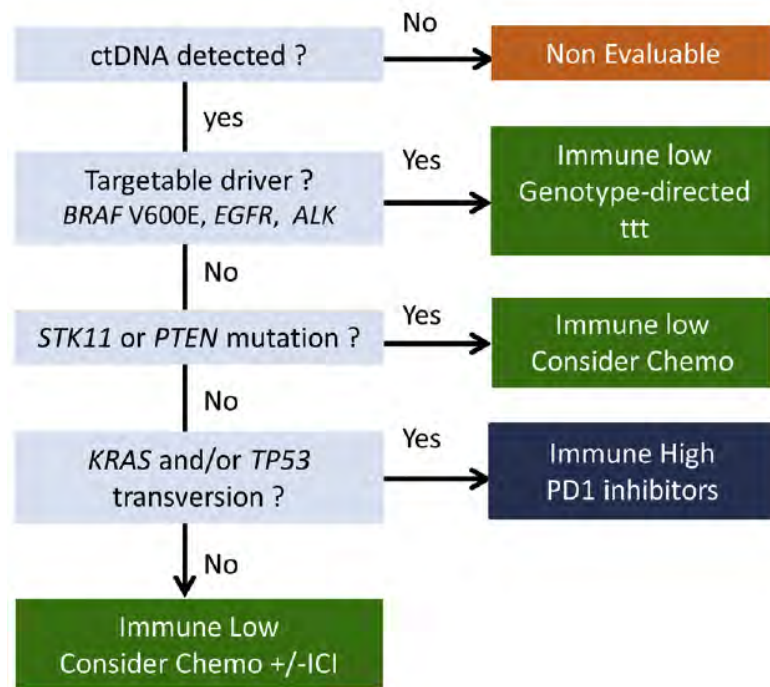 ctDNA detected ?
No
Non Evaluable
yes
Targetable driver ?
BRAF V600E, EGFR, ALK
Yes
Immune low
Genotype-directed
ttt
No
STK11 or PTEN mutation ?
Yes
Immune low
Consider Chemo
No
KRAS and/or TP53
transversion ?
Yes
Immune High
PD1 inhibitors
No
Immune Low
Consider Chemo +/-ICI